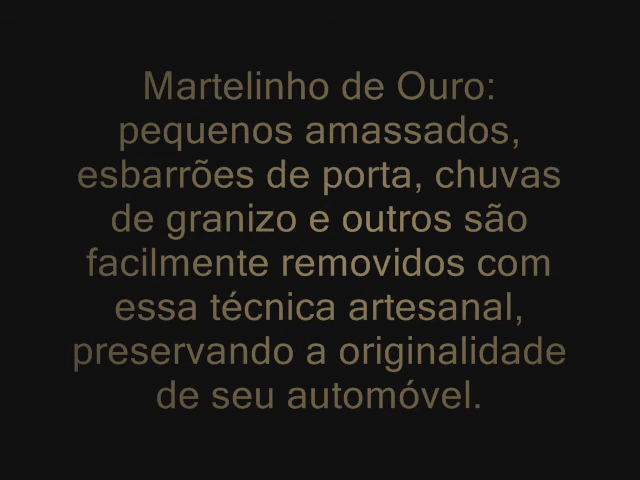 Martelinho de Ouro:
pequenos amassados,
esbarrões de porta, chuvas
de granizo e outros são
facilmente removidos com
essa técnica artesanal,
preservando a originalidade
de seu automóvel.